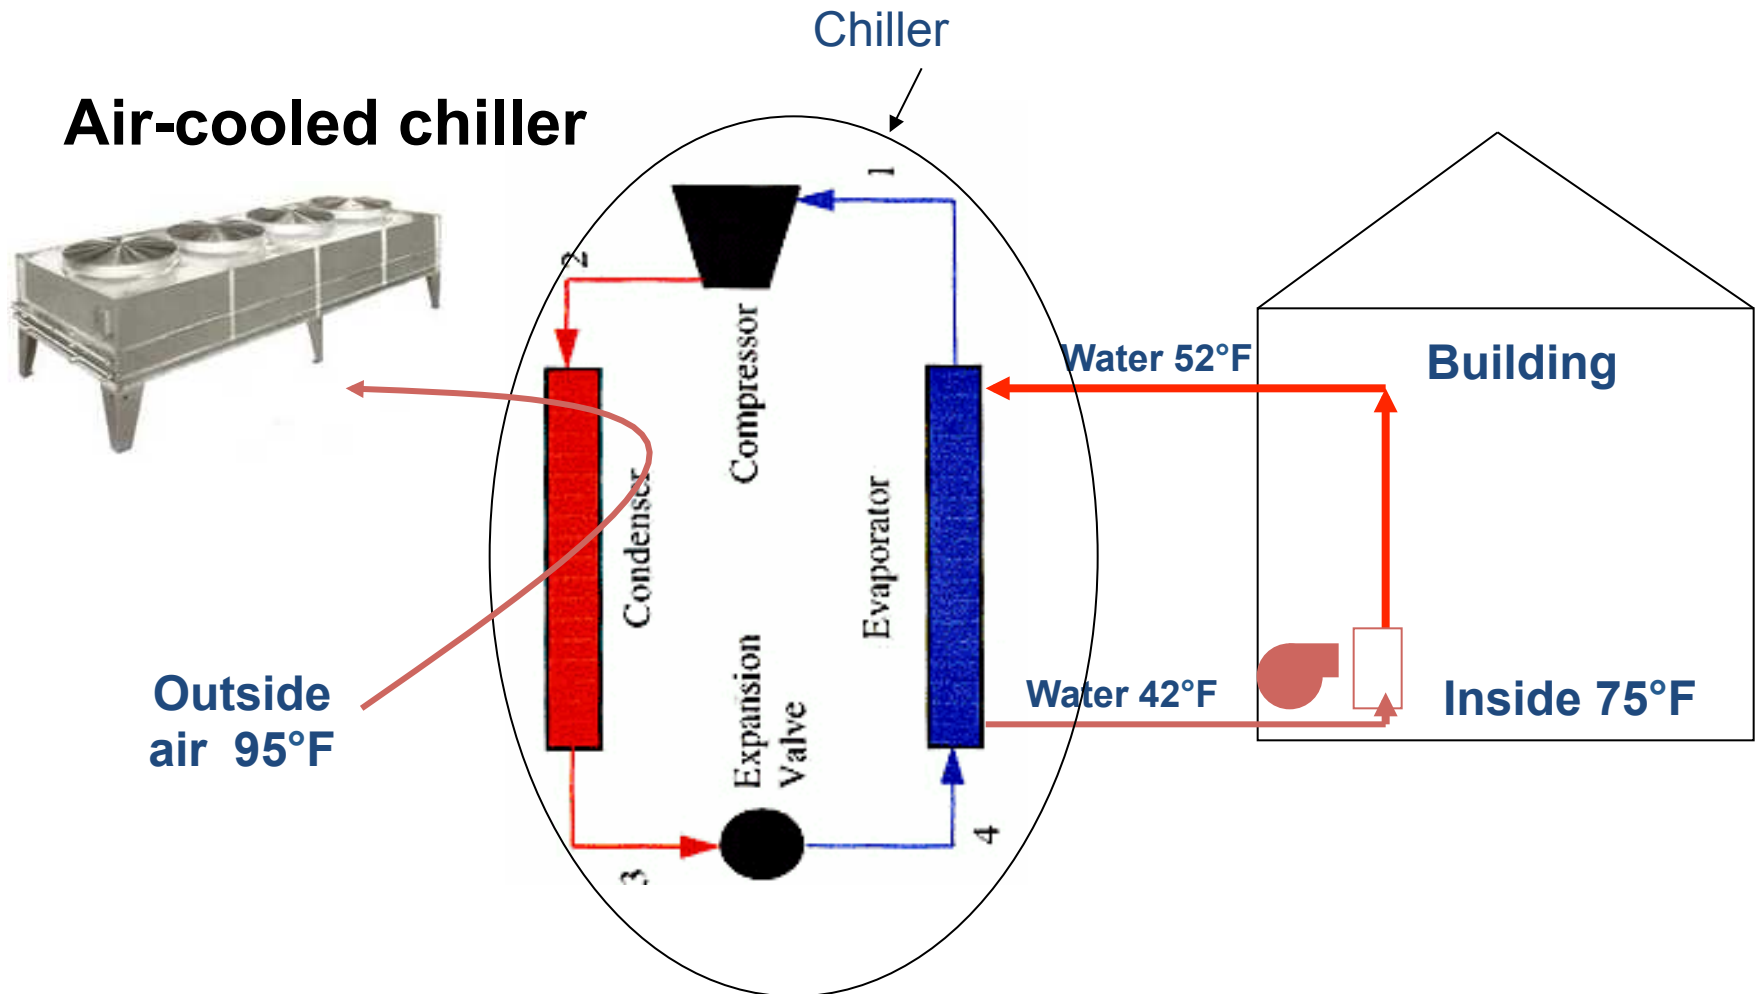 Chiller
Air-cooled chiller
1
2
Compressor
Condenser
Evaporator
Expansion
Valve
3
4
Water 52°F
Building
Water 42°F
Inside 75°F
Outside
air 95°F